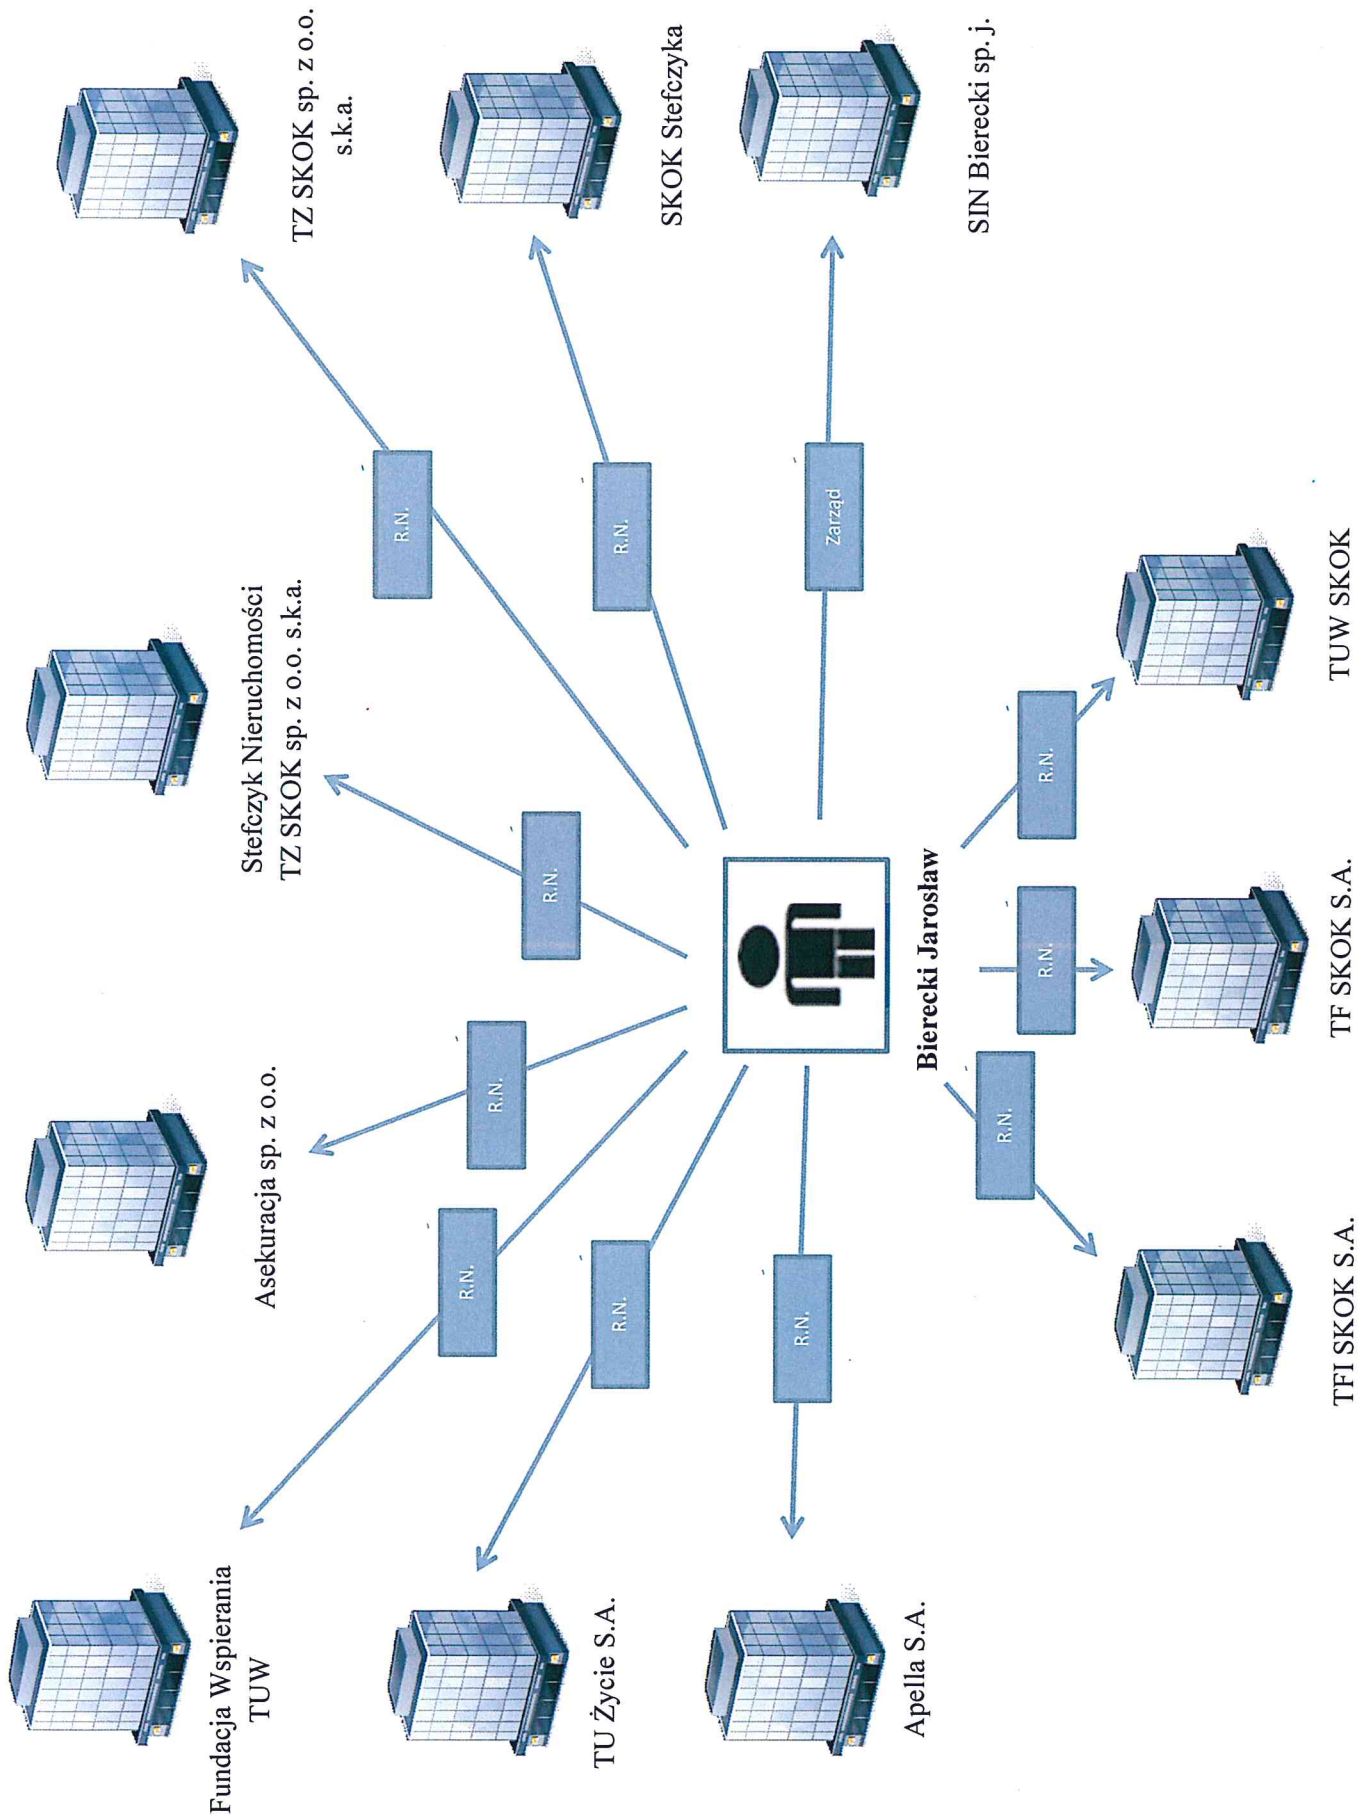 Fundacja Wspierania
TUW
Asekuracja sp. z o.o.
Stefczyk Nieruchomości
TZ SKOK sp. z o.o. s.k.a.
TZ SKOK sp. z o.o.
s.k.a.
R.N.
R.N.
R.N.
R.N.
TU Życie S.A.
R.N.
R.N.
SKOK Stefczyka
Apella S.A.
R.N.
Zarząd
SIN Bierecki sp. j.
Bierecki Jarosław
R.N.
R.N.
R.N.
TFI SKOK S.A.
TF SKOK S.A.
TUW SKOK